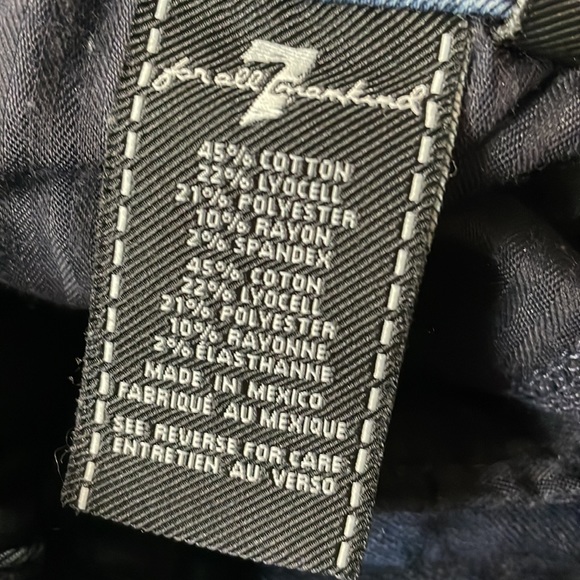 7
for all mankind
45% COTTON
22% LYOCELL
21% POLYESTER
10% RAYON
2% SPANDEX
45% COTON
22% LYOCELL
21% POLYESTER
10% RAYONNE
2% ÉLASTHANNE
MADE IN MEXICO
FABRIQUÉ AU MEXIQUE
SEE REVERSE FOR CARE
ENTRETIEN AU VERSO